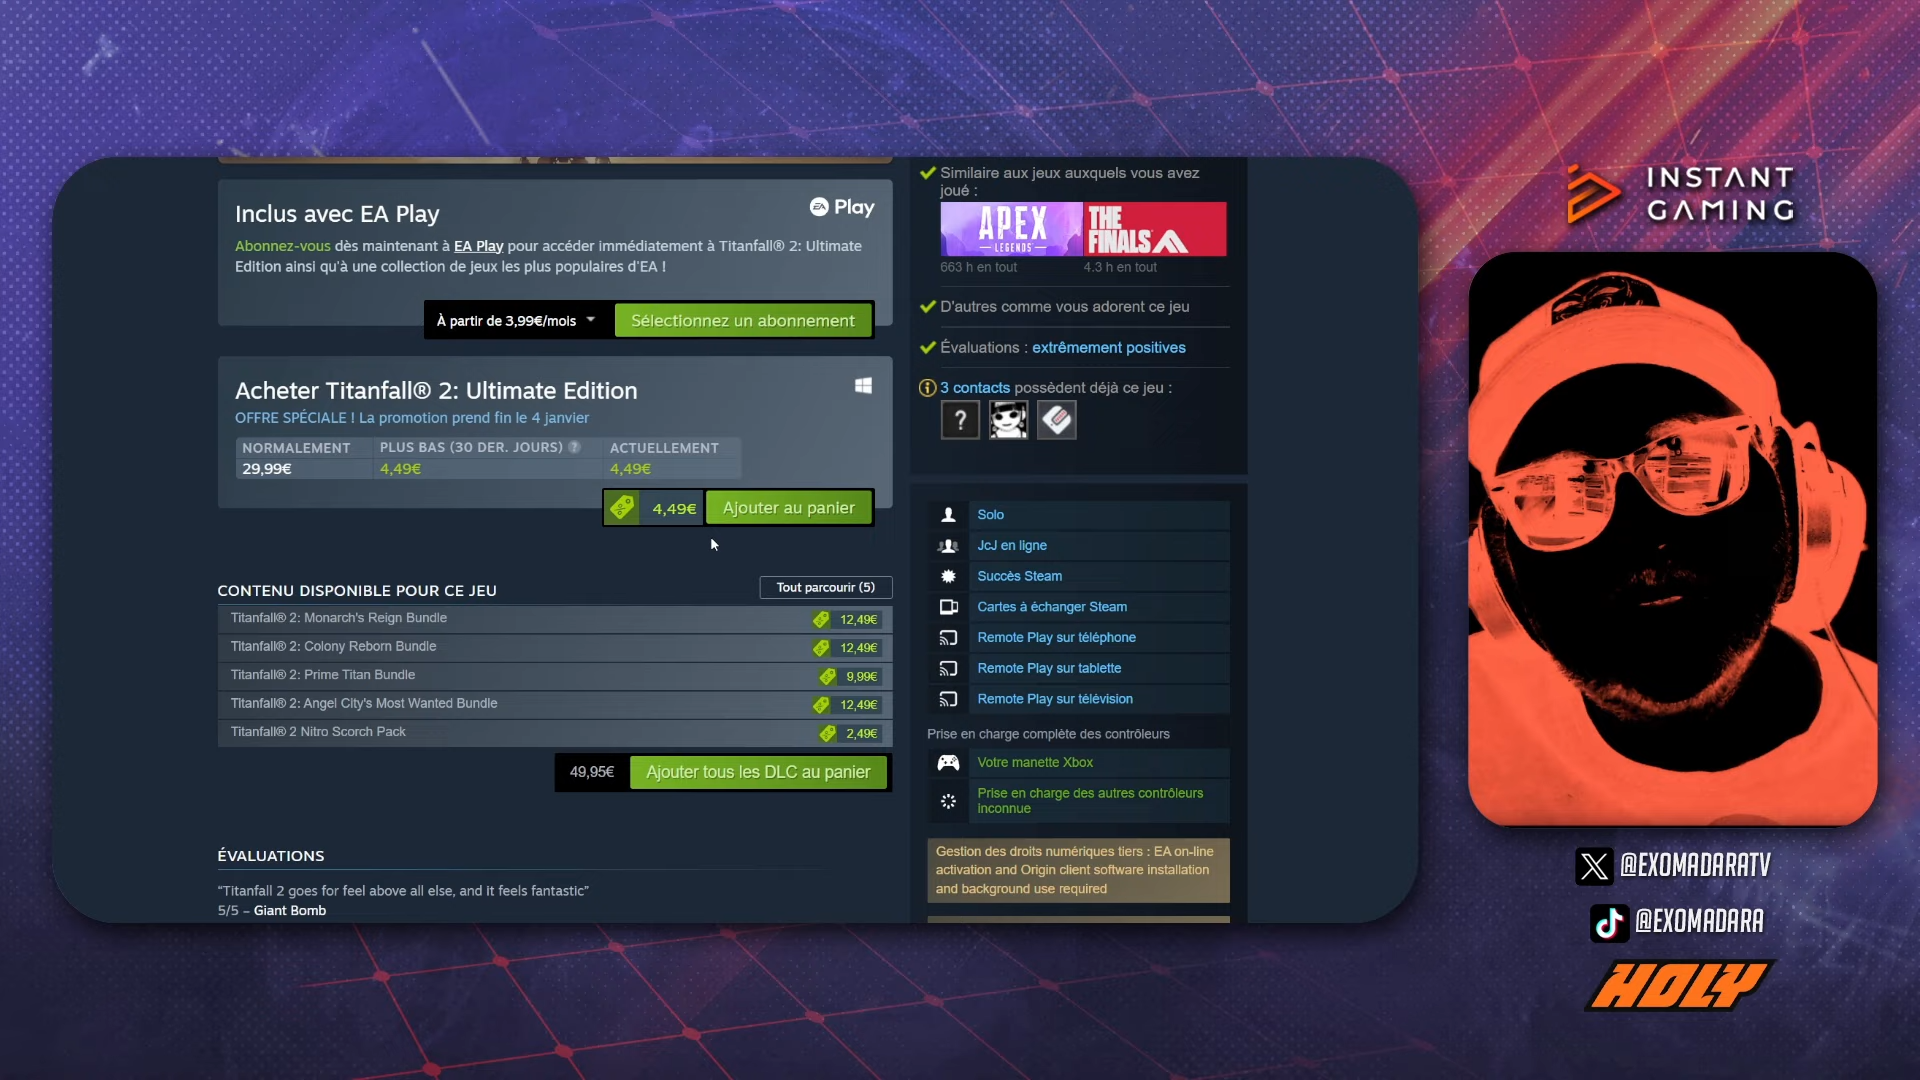 Inclus avec EA Play
EA Play
Abonnez-vous dès maintenant à EA Play pour accéder immédiatement à Titanfall® 2: Ultimate
Edition ainsi qu'à une collection de jeux les plus populaires d'EA !
À partir de 3,99€/mois
Sélectionnez un abonnement
Acheter Titanfall® 2: Ultimate Edition
OFFRE SPÉCIALE ! La promotion prend fin le 4 janvier
NORMALEMENT
PLUS BAS (30 DER. JOURS) ?
ACTUELLEMENT
29,99€
4,49€
4,49€
4,49€
Ajouter au panier
CONTENU DISPONIBLE POUR CE JEU
Tout parcourir (5)
Titanfall® 2: Monarch's Reign Bundle
12,49€
Titanfall® 2: Colony Reborn Bundle
12,49€
Titanfall® 2: Prime Titan Bundle
9,99€
Titanfall® 2: Angel City's Most Wanted Bundle
12,49€
Titanfall® 2 Nitro Scorch Pack
2,49€
49,95€
Ajouter tous les DLC au panier
ÉVALUATIONS
“Titanfall 2 goes for feel above all else, and it feels fantastic”
5/5 – Giant Bomb
Similaire aux jeux auxquels vous avez
joué :
APEX
LEGENDS
THE
FINALS
663 h en tout
4.3 h en tout
D'autres comme vous adorent ce jeu
Évaluations : extrêmement positives
3 contacts possèdent déjà ce jeu :
?
Solo
JcJ en ligne
Succès Steam
Cartes à échanger Steam
Remote Play sur téléphone
Remote Play sur tablette
Remote Play sur télévision
Prise en charge complète des contrôleurs
Votre manette Xbox
Prise en charge des autres contrôleurs
inconnue
Gestion des droits numériques tiers : EA on-line
activation and Origin client software installation
and background use required
INSTANT
GAMING
@EXOMADARATV
@EXOMADARA
HOLY